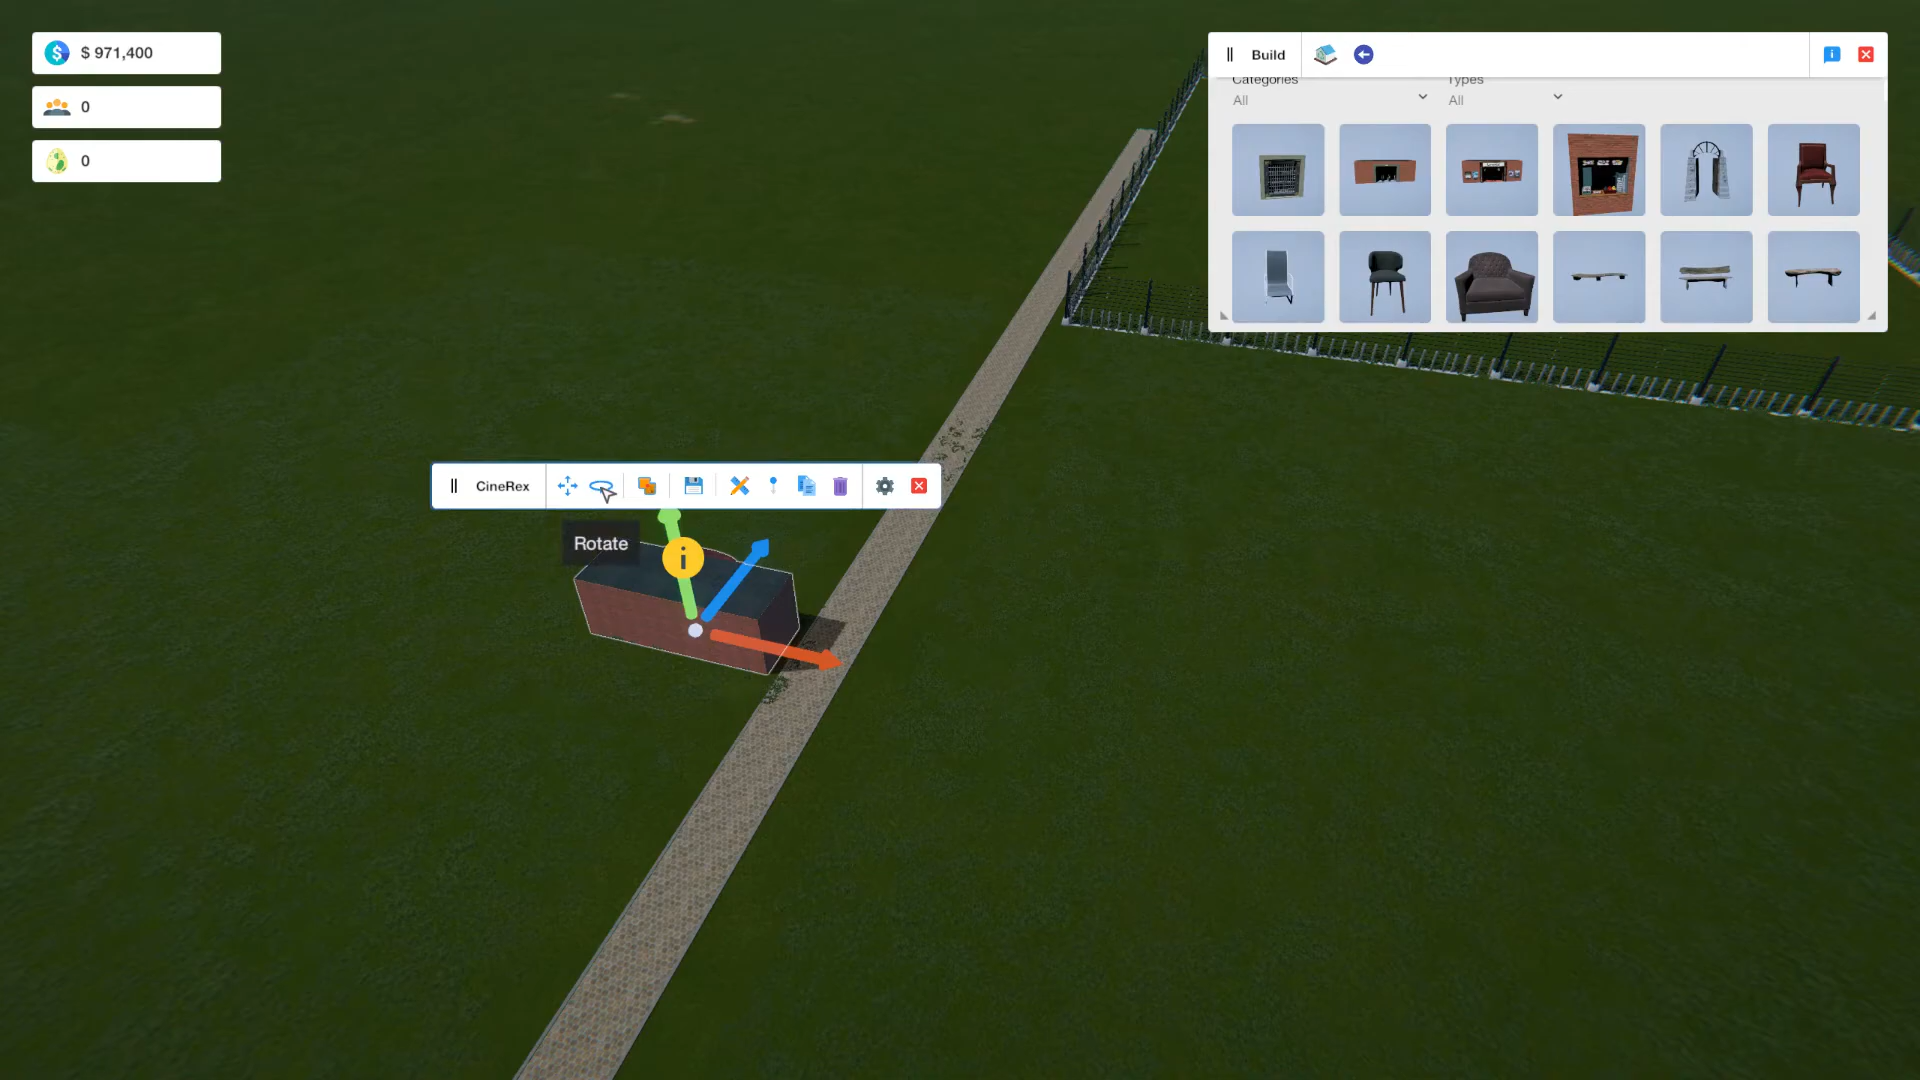 $ 971,400
0
0
Build
Categories
Types
All
All
CineRex
Rotate